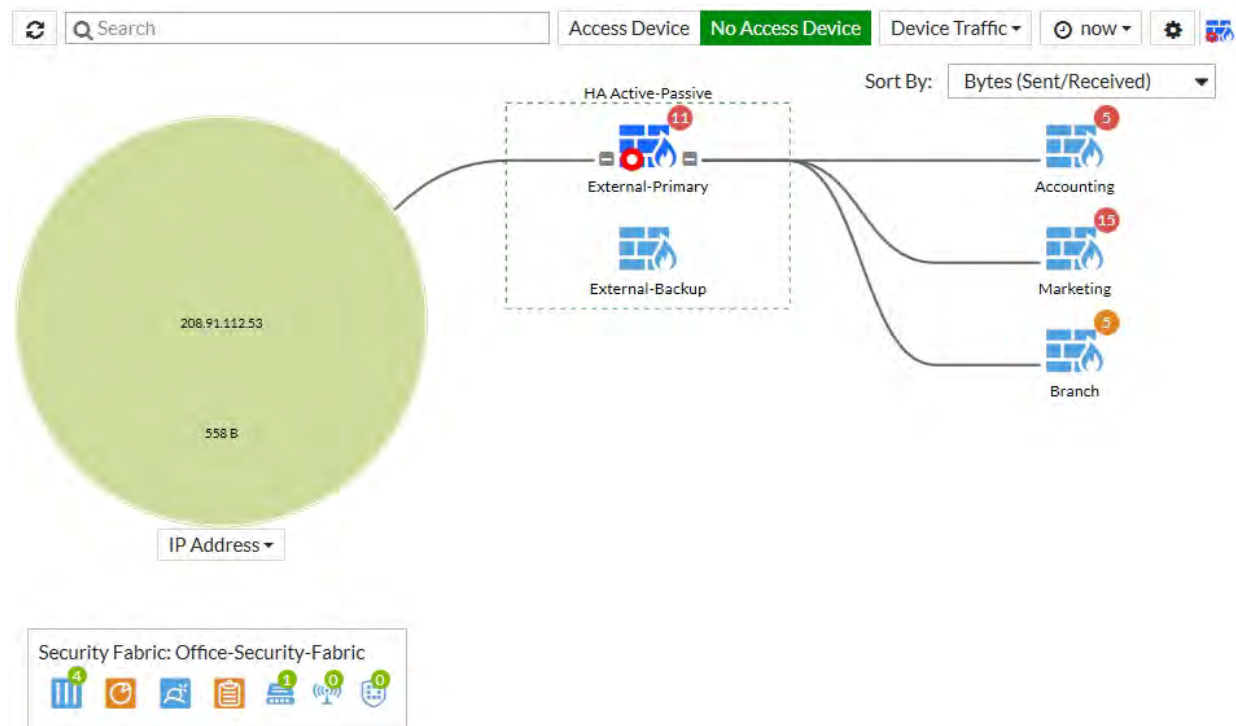 Search
Access Device
No Access Device
Device Traffic
now
Sort By:
Bytes (Sent/Received)
HA Active-Passive
11
External-Primary
External-Backup
5
Accounting
15
Marketing
5
Branch
208.91.112.53
558 B
IP Address
Security Fabric: Office-Security-Fabric
4
1
0
0